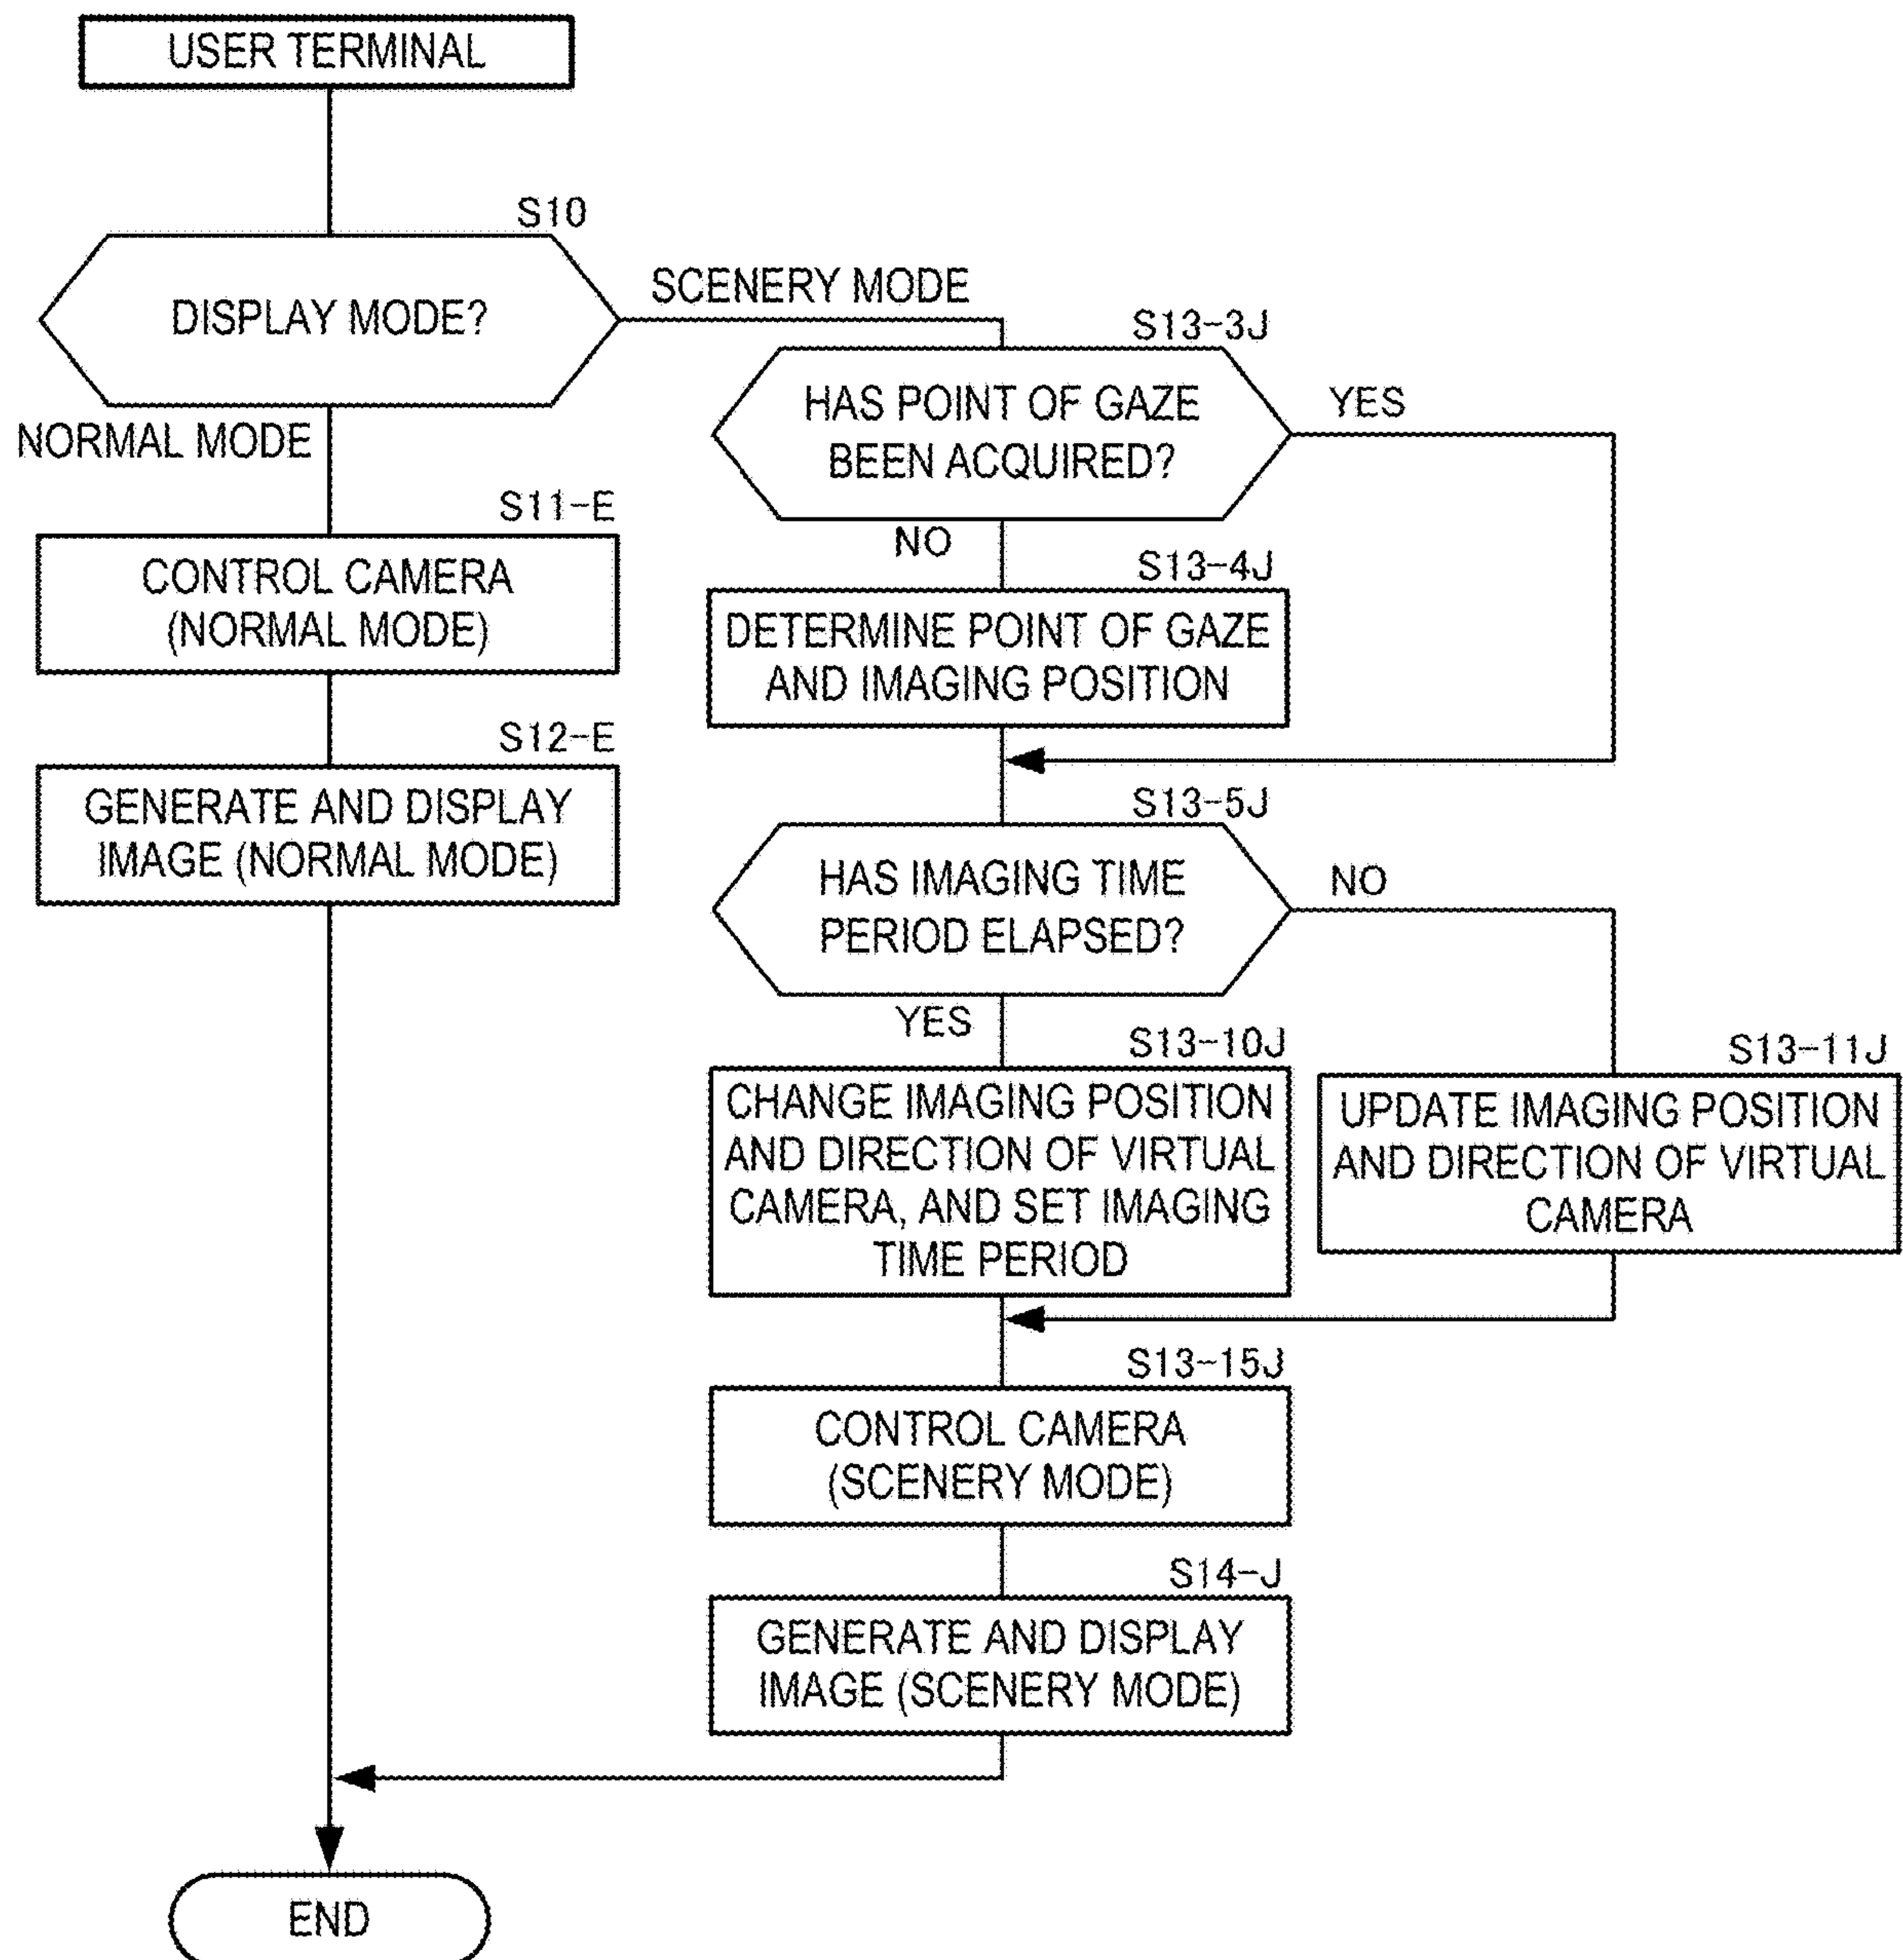 USER TERMINAL
S10
DISPLAY MODE?
SCENERY MODE
NORMAL MODE
S11-E
CONTROL CAMERA
(NORMAL MODE)
S12-E
GENERATE AND DISPLAY
IMAGE (NORMAL MODE)
S13-3J
HAS POINT OF GAZE
BEEN ACQUIRED?
YES
NO
S13-4J
DETERMINE POINT OF GAZE
AND IMAGING POSITION
S13-5J
HAS IMAGING TIME
PERIOD ELAPSED?
NO
YES
S13-10J
CHANGE IMAGING POSITION
AND DIRECTION OF VIRTUAL
CAMERA, AND SET IMAGING
TIME PERIOD
S13-11J
UPDATE IMAGING POSITION
AND DIRECTION OF VIRTUAL
CAMERA
S13-15J
CONTROL CAMERA
(SCENERY MODE)
S14-J
GENERATE AND DISPLAY
IMAGE (SCENERY MODE)
END